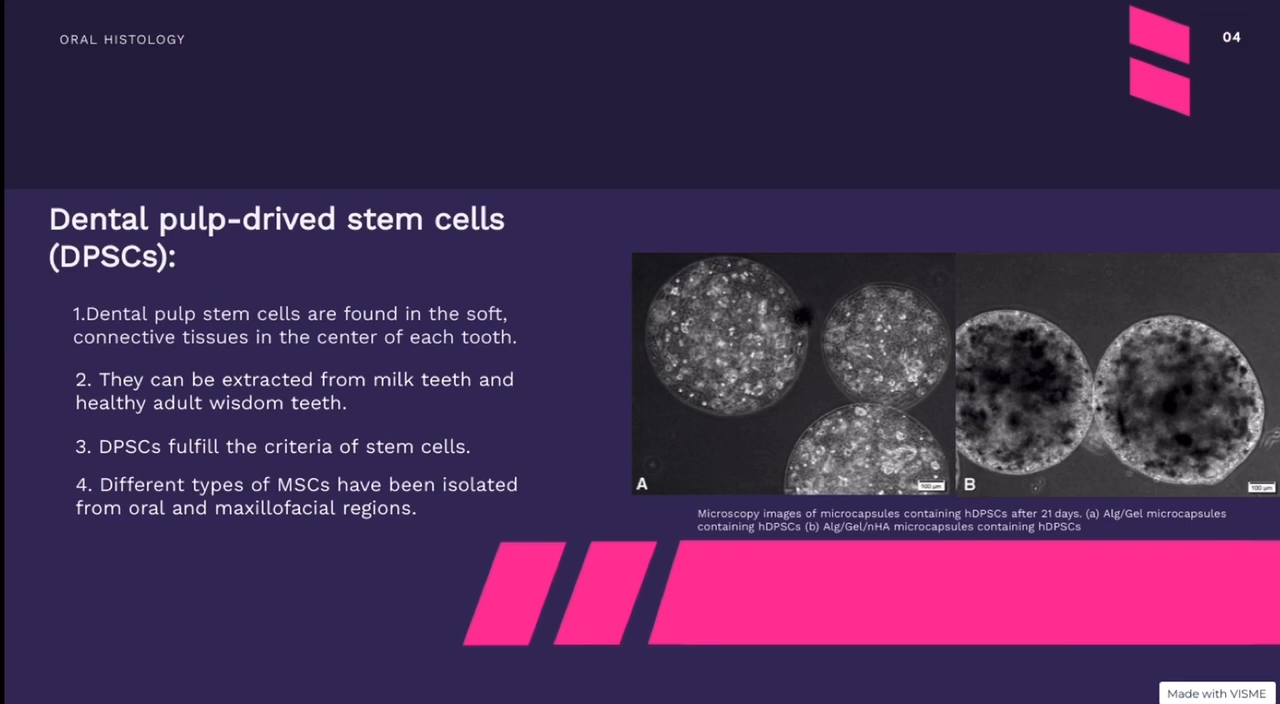 ORAL HISTOLOGY
04
Dental pulp-drived stem cells
(DPSCs):
1.Dental pulp stem cells are found in the soft,
connective tissues in the center of each tooth.
2. They can be extracted from milk teeth and
healthy adult wisdom teeth.
3. DPSCs fulfill the criteria of stem cells.
4. Different types of MSCs have been isolated
from oral and maxillofacial regions.
A
100 µm
B
100 µm
Microscopy images of microcapsules containing hDPSCs after 21 days. (a) Alg/Gel microcapsules
containing hDPSCs (b) Alg/Gel/nHA microcapsules containing hDPSCs
Made with VISME